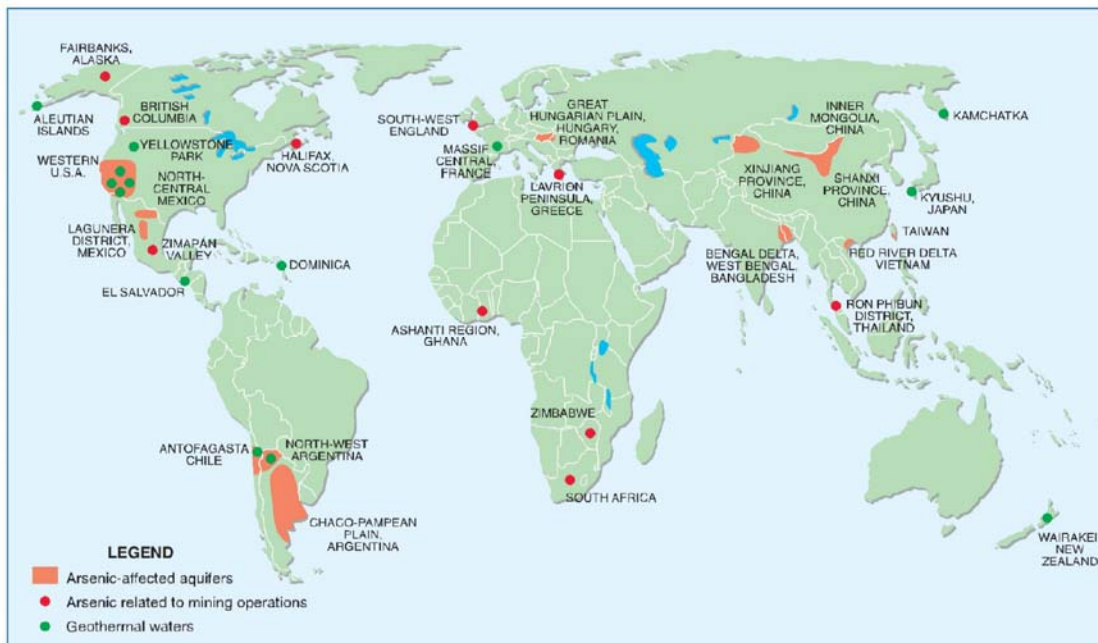 FAIRBANKS,
ALASKA
ALEUTIAN
ISLANDS
BRITISH
COLUMBIA
YELLOWSTONE
PARK
WESTERN
U.S.A.
NORTH-
CENTRAL
MEXICO
HALIFAX,
NOVA SCOTIA
LAGUNERA
DISTRICT,
MEXICO
ZIMAPÁN
VALLEY
EL SALVADOR
DOMINICA
SOUTH-WEST
ENGLAND
MASSIF
CENTRAL,
FRANCE
GREAT
HUNGARIAN PLAIN,
HUNGARY,
ROMANIA
LAVRION
PENINSULA,
GREECE
INNER
MONGOLIA,
CHINA
KAMCHATKA
XINJIANG
PROVINCE,
CHINA
SHANXI
PROVINCE,
CHINA
KYUSHU,
JAPAN
TAIWAN
BENGAL DELTA,
WEST BENGAL,
BANGLADESH
RED RIVER DELTA
VIETNAM
RON PHIBUN
DISTRICT,
THAILAND
ASHANTI REGION,
GHANA
ZIMBABWE
SOUTH AFRICA
ANTOFAGASTA
CHILE
NORTH-WEST
ARGENTINA
CHACO-PAMPEAN
PLAIN,
ARGENTINA
WAIRAKEI
NEW
ZEALAND
LEGEND
Arsenic-affected aquifers
Arsenic related to mining operations
Geothermal waters